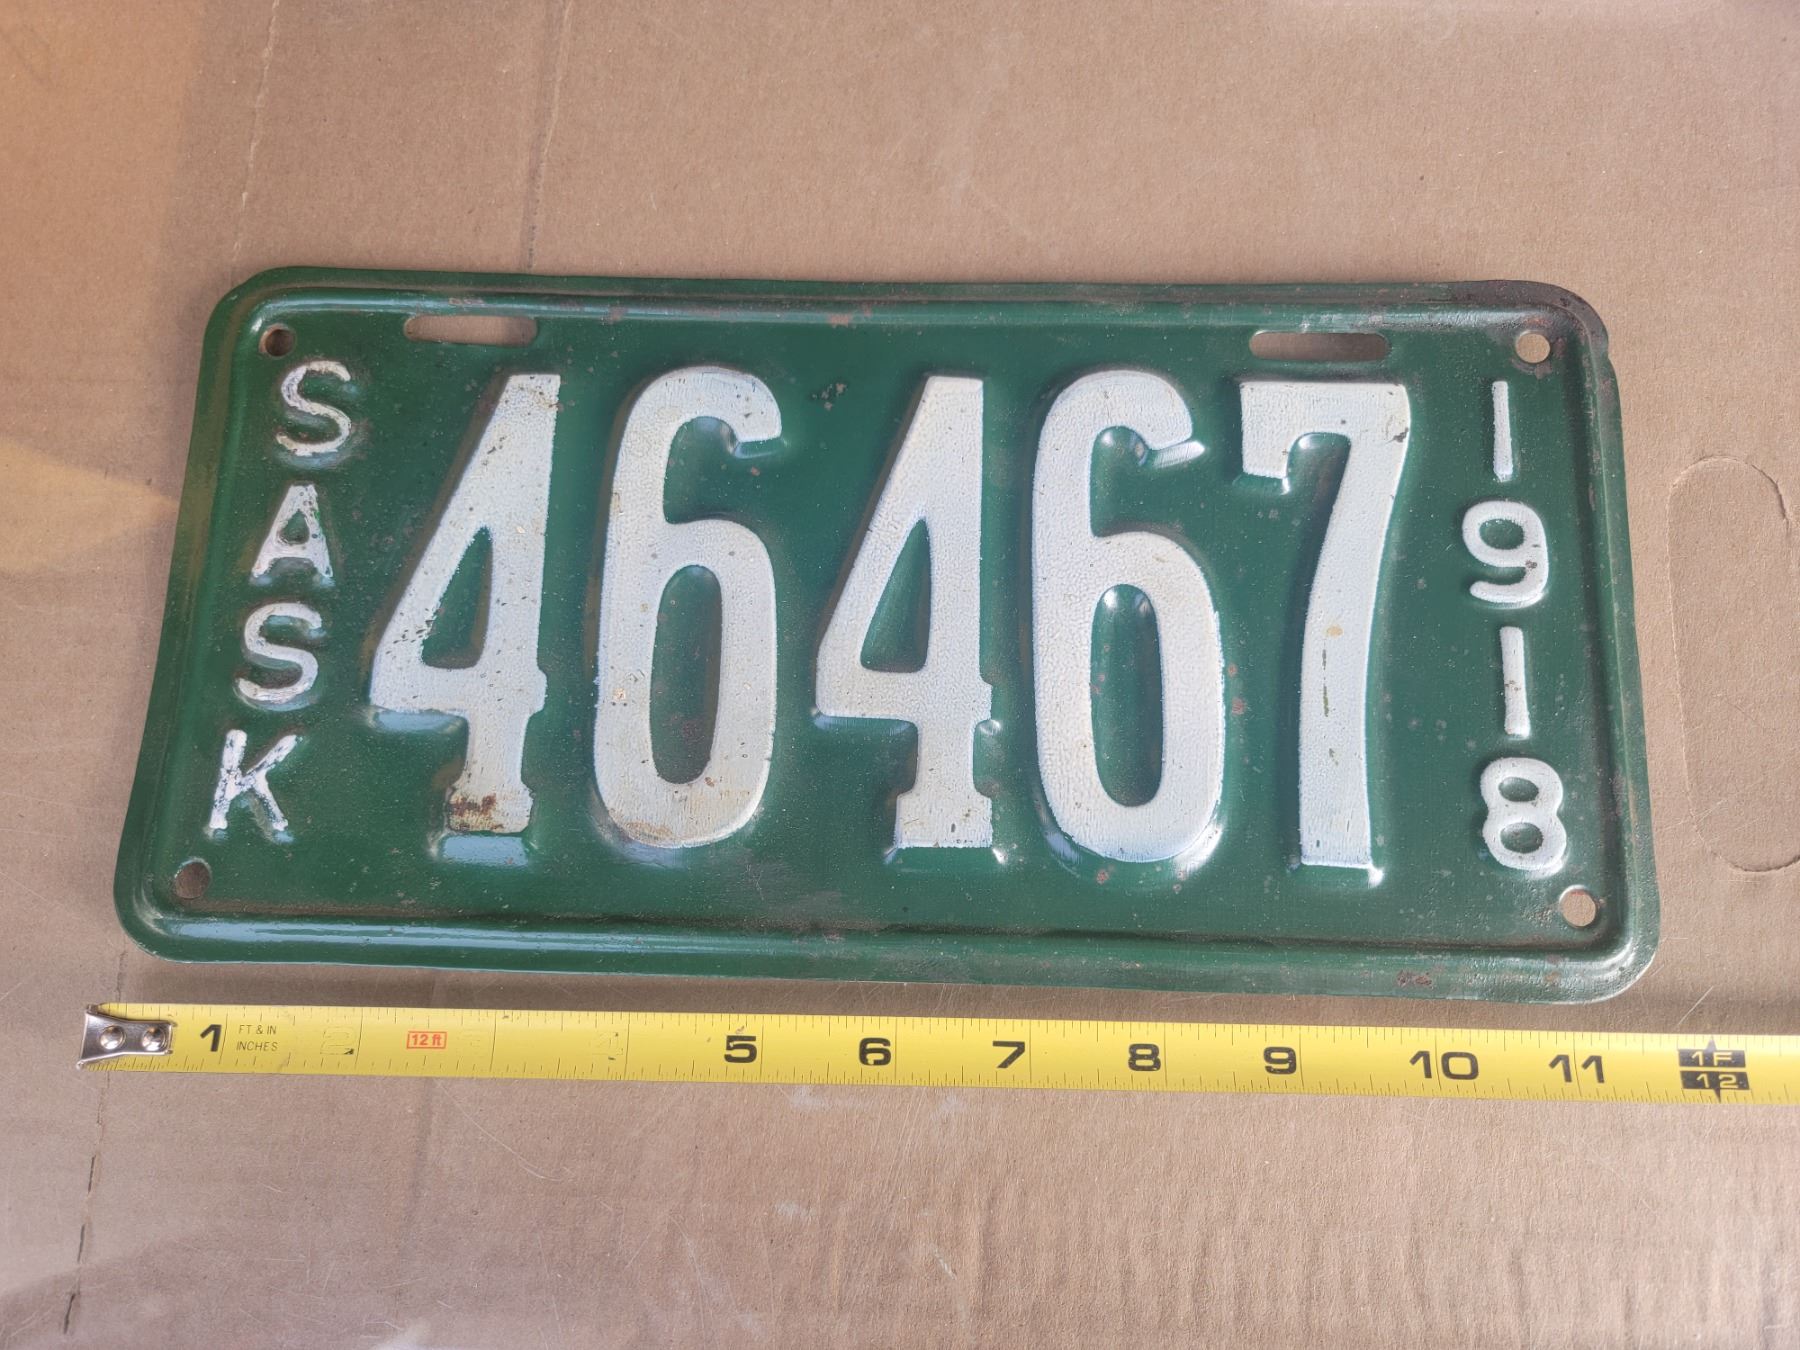 SASK
46467
1918
1 FT & IN INCHES 12 ft 5 6 7 8 9 10 11 1F 12